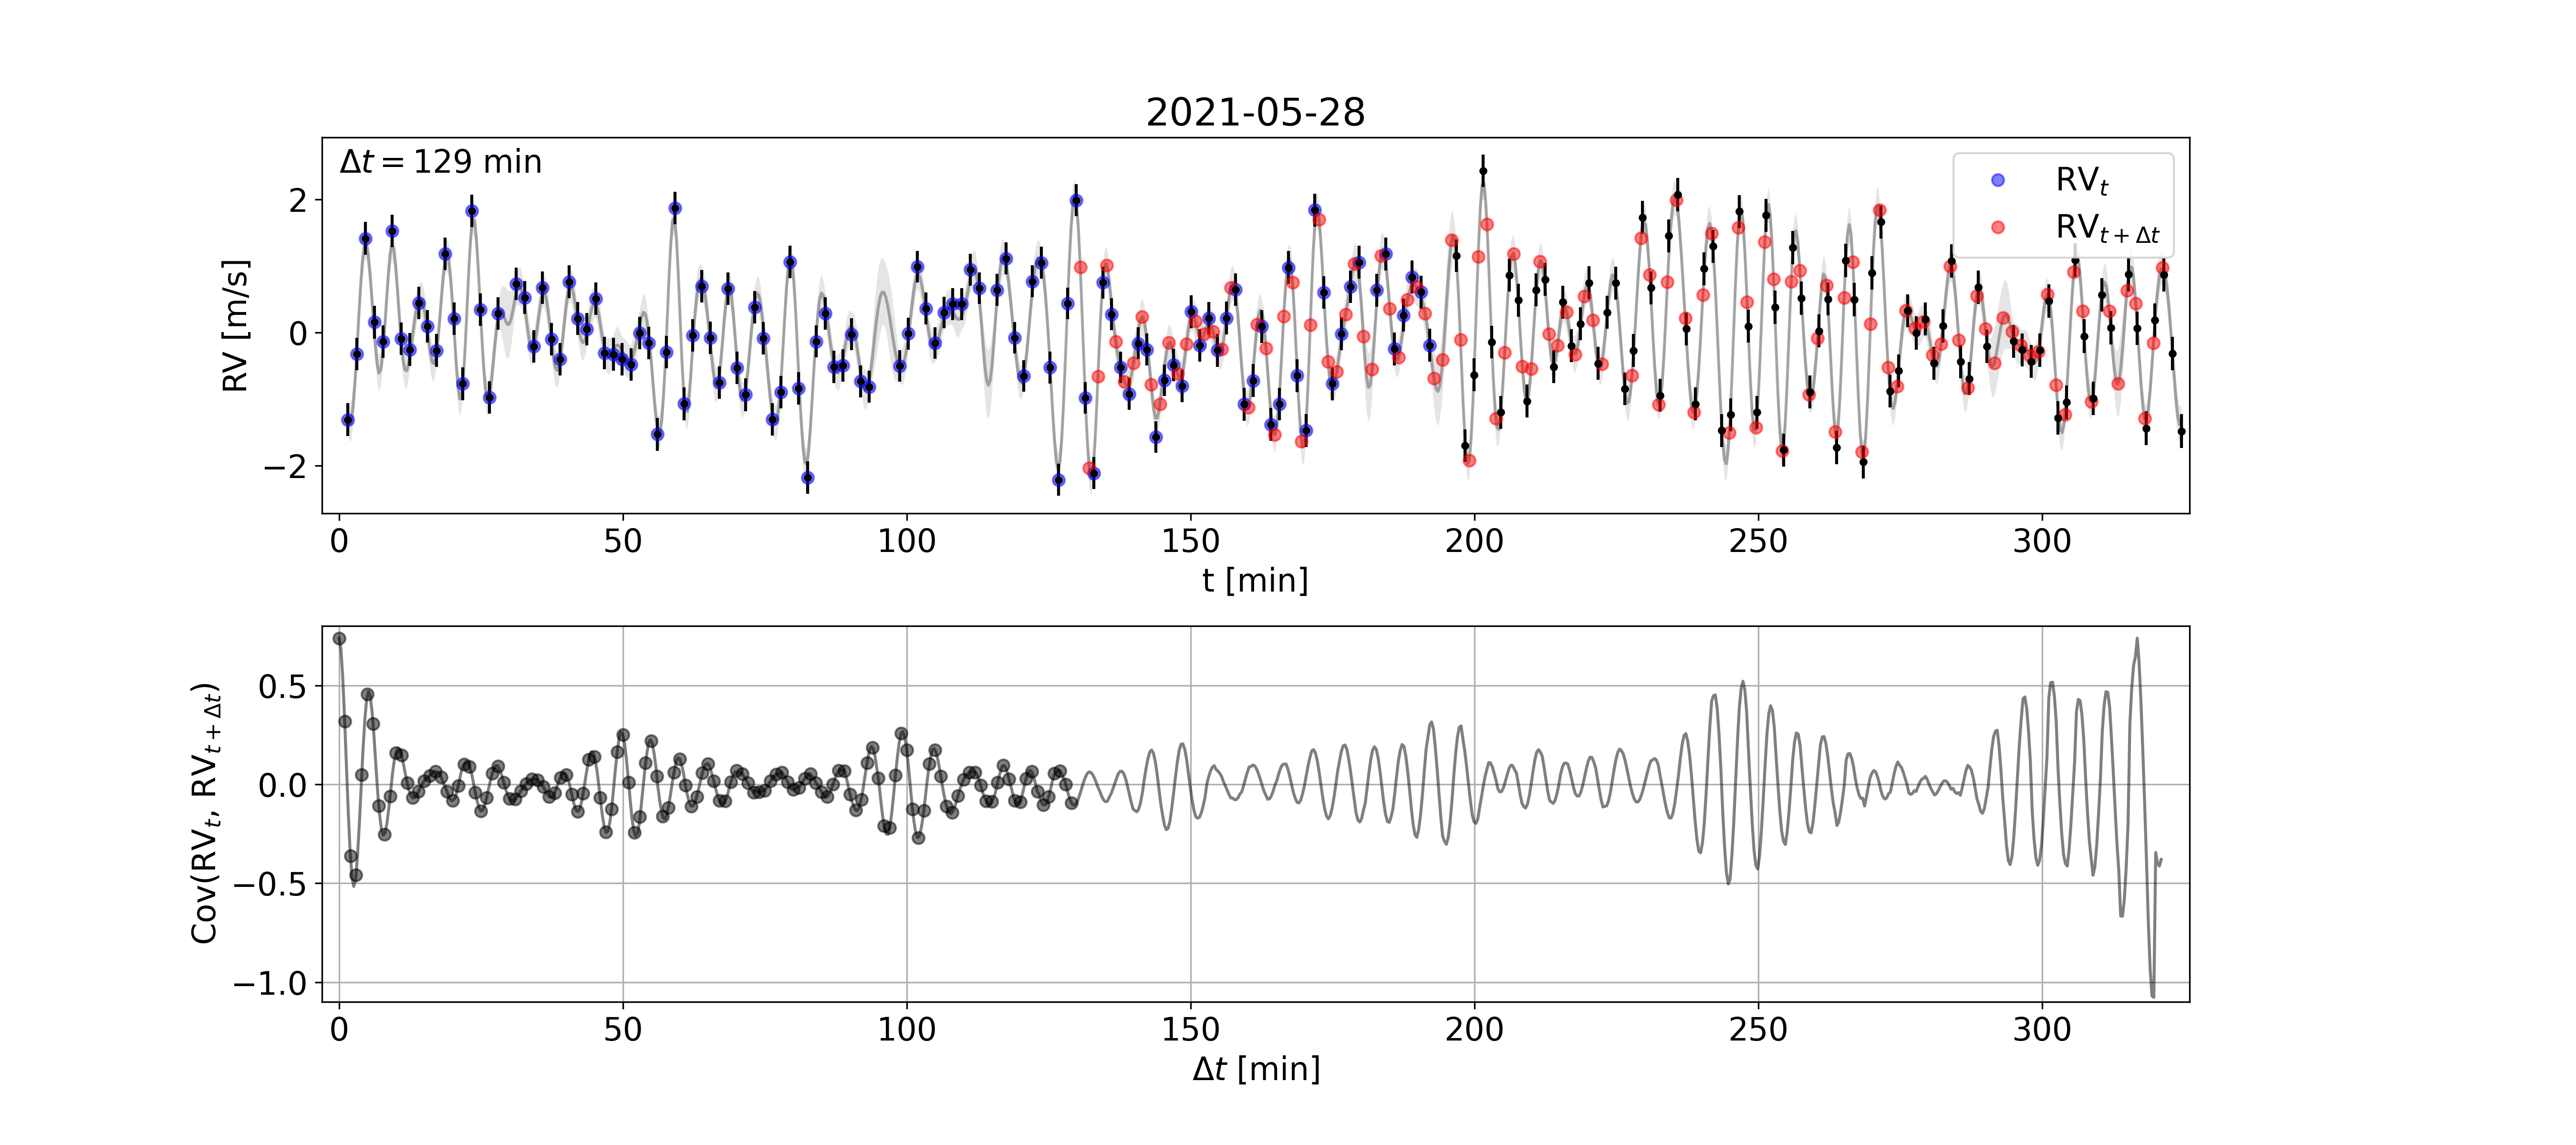 2021-05-28
Δt = 129 min
RV_t
RV_{t+Δt}
RV [m/s]
2
0
−2
0 50 100 150 200 250 300
t [min]
Cov(RV_t, RV_{t+Δt})
0.5
0.0
−0.5
−1.0
0 50 100 150 200 250 300
Δt [min]